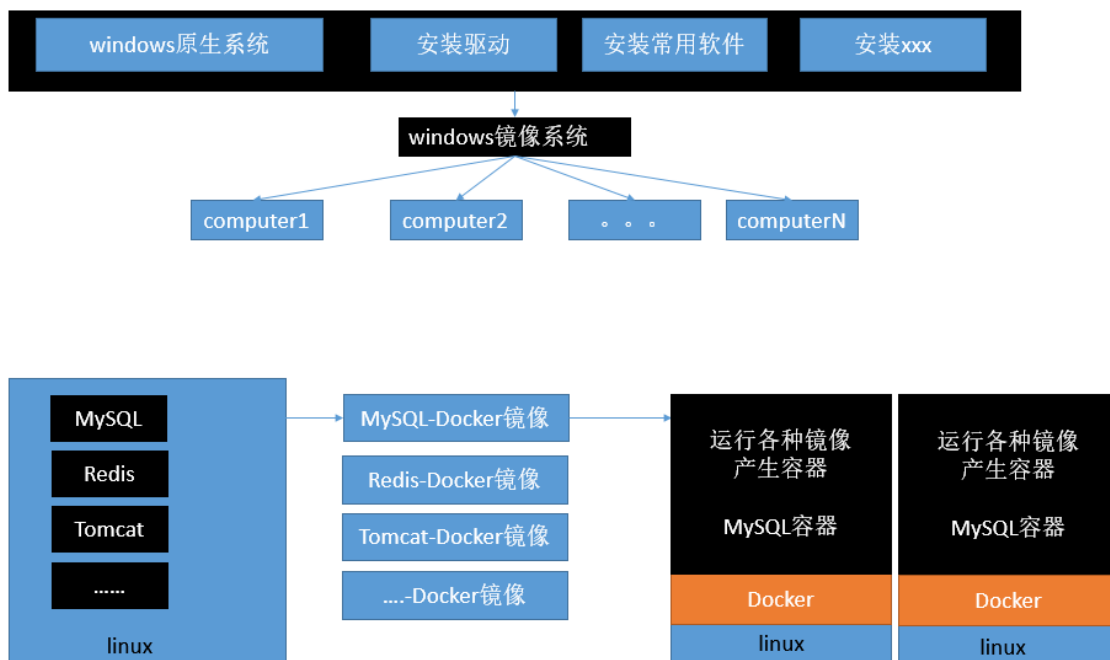 windows原生系统
安装驱动
安装常用软件
安装xxx
windows镜像系统
computer1
computer2
。。。
computerN
MySQL
Redis
Tomcat
......
linux
MySQL-Docker镜像
Redis-Docker镜像
Tomcat-Docker镜像
....-Docker镜像
运行各种镜像
产生容器
MySQL容器
Docker
linux
运行各种镜像
产生容器
MySQL容器
Docker
linux